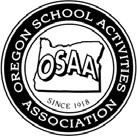 OREGON SCHOOL ACTIVITIES
OSAA
SINCE 1918
ASSOCIATION